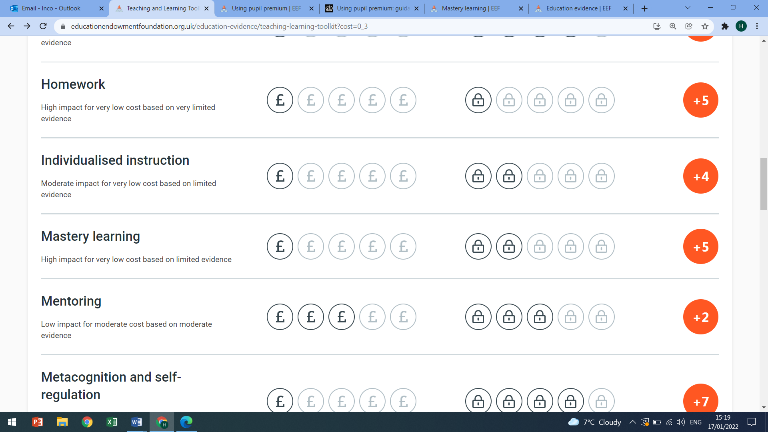 Email - Inco - Outlook
Teaching and Learning Tool
Using pupil premium | EEF
Using pupil premium: guida
Mastery learning | EEF
Education evidence | EEF
educationendowmentfoundation.org.uk/education-evidence/teaching-learning-toolkit?cost=0_3
H
evidence
Homework
High impact for very low cost based on very limited
evidence
£ £ £ £ £
+5
Individualised instruction
Moderate impact for very low cost based on limited
evidence
£ £ £ £ £
+4
Mastery learning
High impact for very low cost based on limited evidence
£ £ £ £ £
+5
Mentoring
Low impact for moderate cost based on moderate
evidence
£ £ £ £ £
+2
Metacognition and self-
regulation
£ £ £ £ £
+7
7°C Cloudy
ENG
15:19
17/01/2022